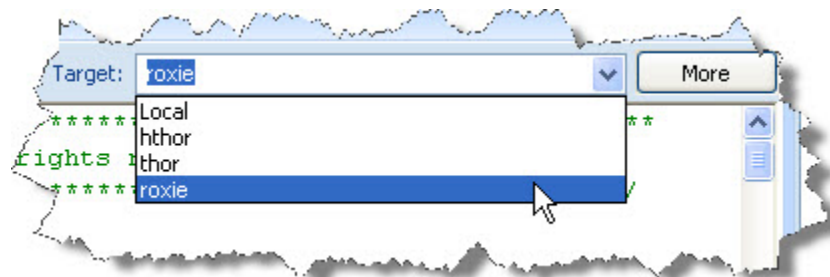 Target: roxie More
Local
********** **
hthor
rights r
thor
********** /
roxie